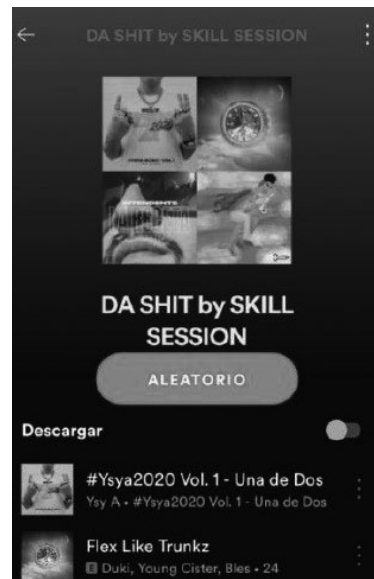 DA SHIT by SKILL SESSION
DA SHIT by SKILL
SESSION
ALEATORIO
Descargar
#Ysya2020 Vol. 1 - Una de Dos
Ysy A • #Ysya2020 Vol. 1 - Una de Dos
Flex Like Trunkz
E Duki, Young Cister, Bles • 24